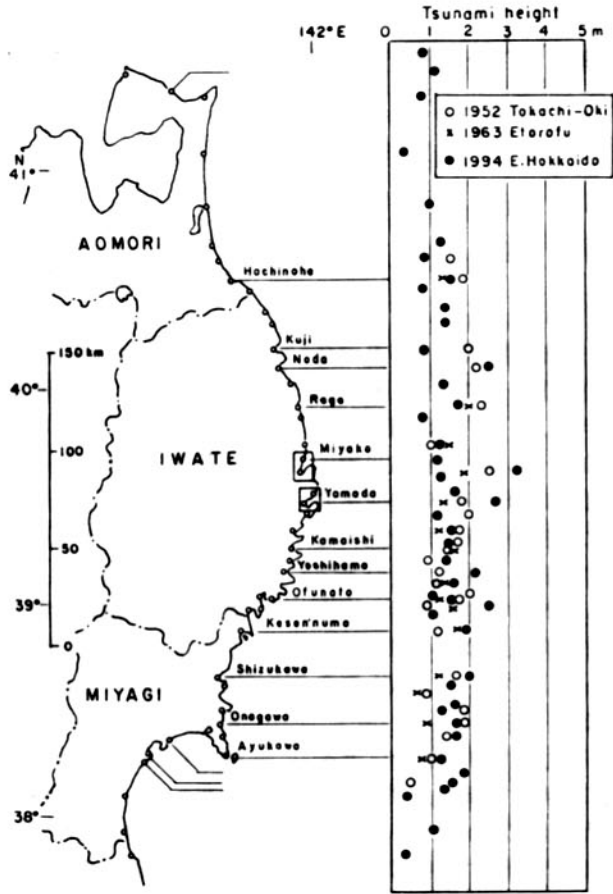 Tsunami height
142°E
0 1 2 3 4 5 m
○ 1952 Tokachi-Oki
× 1963 Etorofu
● 1994 E.Hokkaido
N
41°
AOMORI
Hachinohe
Kuji
150 km
Noda
40°
Raga
100
IWATE
Miyako
Yamada
50
Kamaishi
Yoshihama
39°
Ofunato
0
Kesen'numa
Shizukawa
MIYAGI
Onagawa
Ayukawa
38°